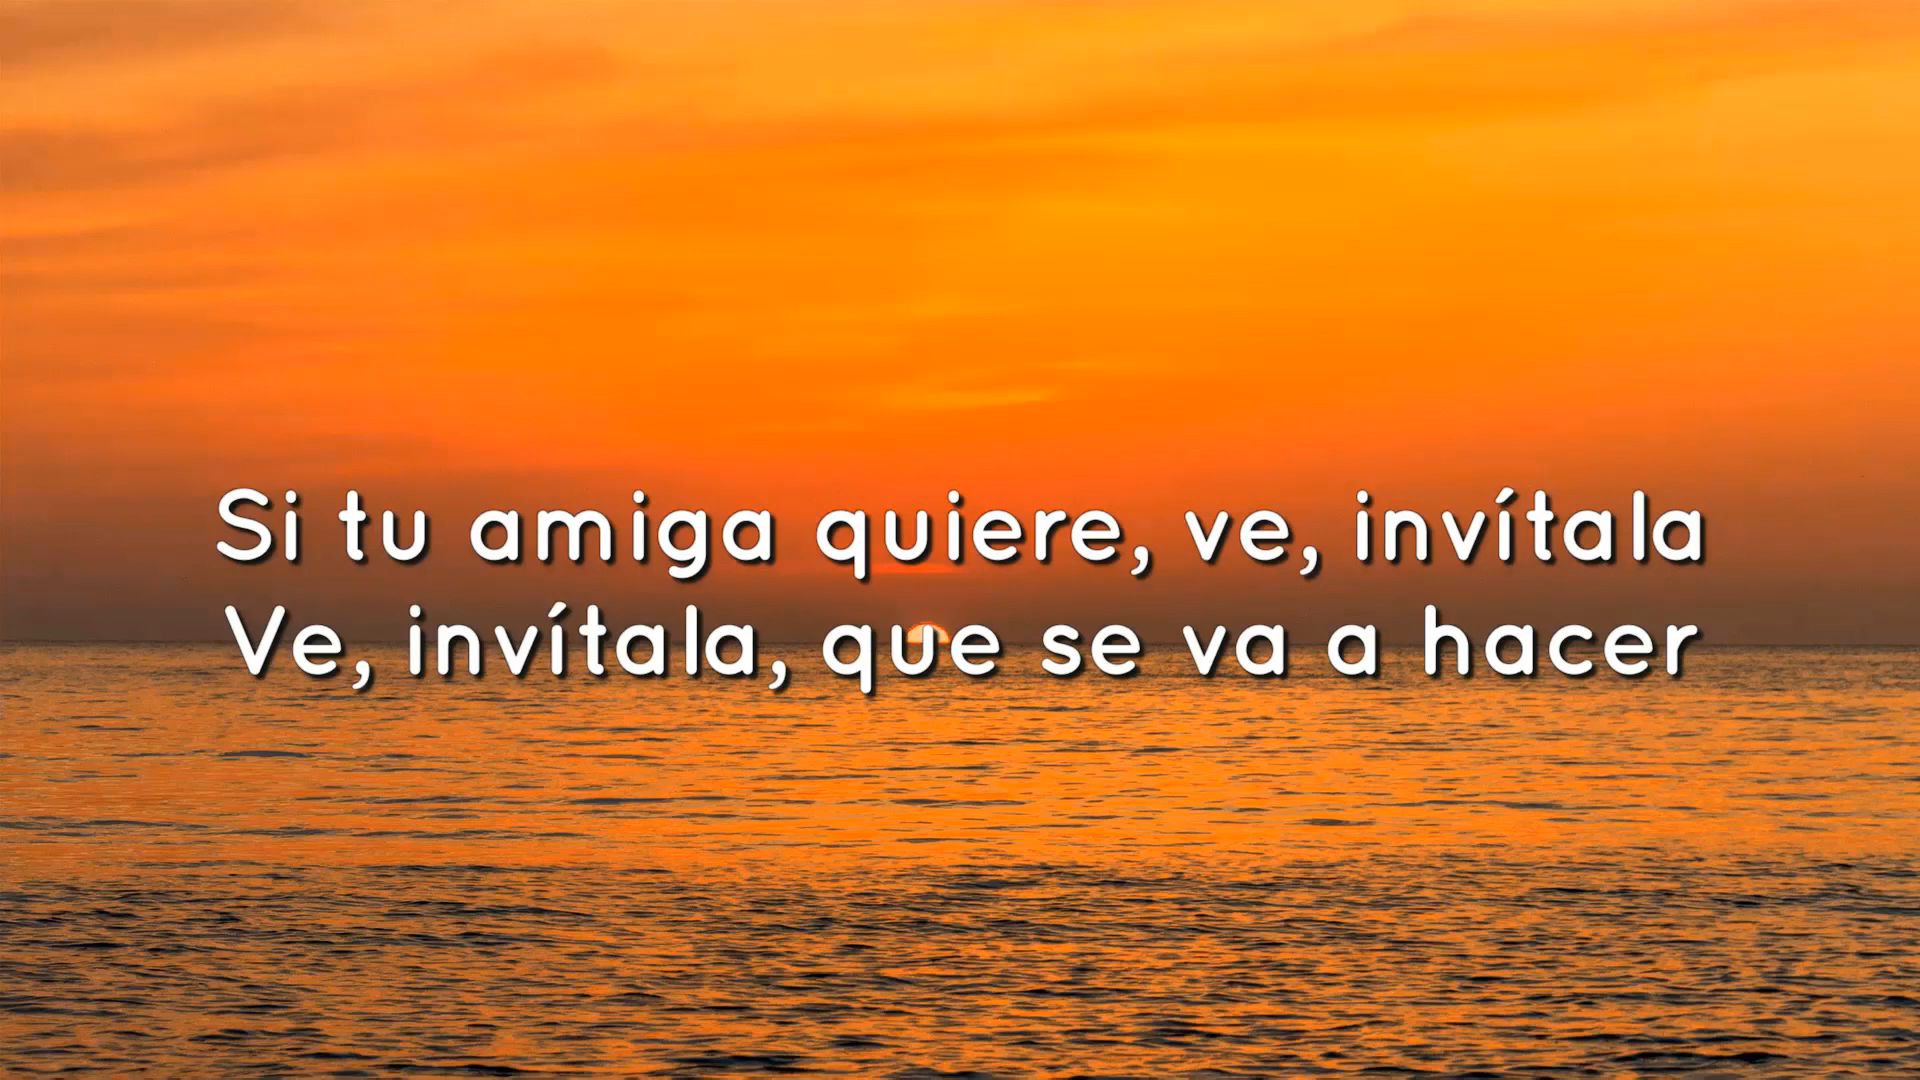 Si tu amiga quiere, ve, invítala
Ve, invítala, que se va a hacer